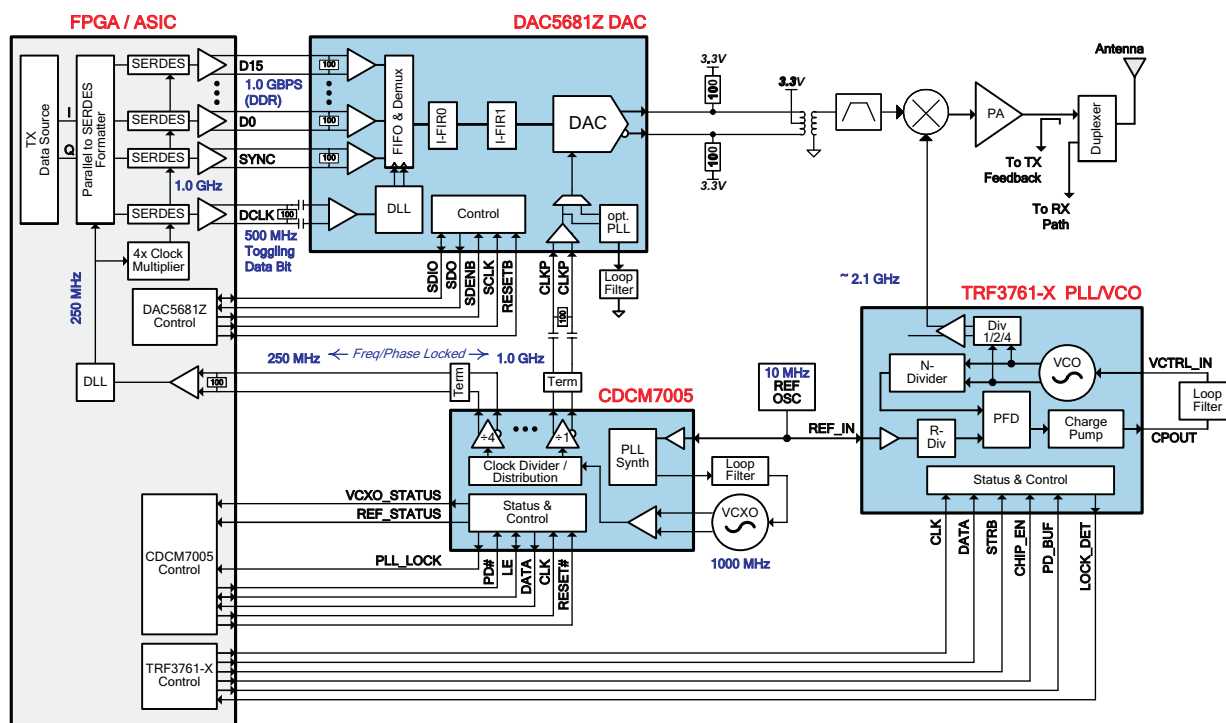 FPGA / ASIC
DAC5681Z DAC
TX
Data Source
I
Q
Parallel to SERDES
Formatter
SERDES
SERDES
SERDES
SERDES
4x Clock
Multiplier
D15
1.0 GBPS
(DDR)
D0
SYNC
1.0 GHz
DCLK
500 MHz
Toggling
Data Bit
100
100
100
100
FIFO & Demux
I-FIR0
I-FIR1
DAC
DLL
Control
opt.
PLL
Loop
Filter
3.3V
100
100
3.3V
3.3V
PA
Antenna
Duplexer
To TX
Feedback
To RX
Path
250 MHz
DAC5681Z
Control
SDIO
SDO
SDENB
SCLK
RESETB
CLKP
CLKP
100
~ 2.1 GHz
TRF3761-X PLL/VCO
Div
1/2/4
N-
Divider
VCO
VCTRL_IN
Loop
Filter
PFD
R-
Div
Charge
Pump
CPOUT
REF_IN
Status & Control
DLL
100
250 MHz
Freq/Phase Locked
1.0 GHz
Term
Term
CDCM7005
10 MHz
REF
OSC
÷4
÷1
PLL
Synth
Clock Divider /
Distribution
Loop
Filter
Status &
Control
VCXO
1000 MHz
VCXO_STATUS
REF_STATUS
PLL_LOCK
PD#
LE
DATA
CLK
RESET#
CDCM7005
Control
CLK
DATA
STRB
CHIP_EN
PD_BUF
LOCK_DET
TRF3761-X
Control